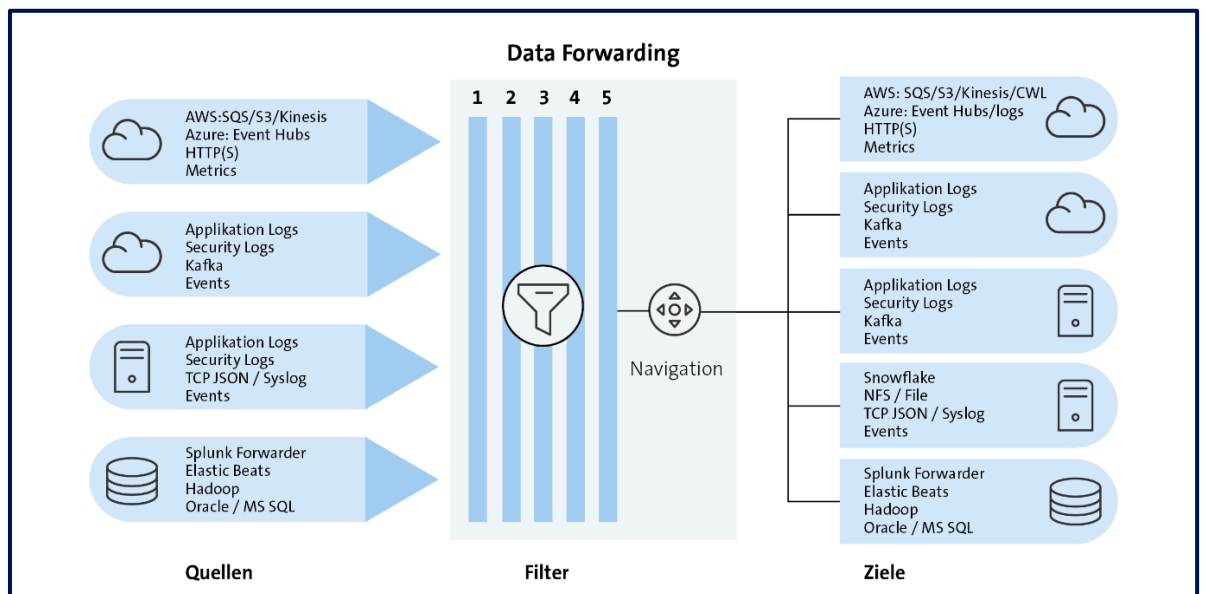 Data Forwarding
1 2 3 4 5
AWS:SQS/S3/Kinesis
Azure: Event Hubs
HTTP(S)
Metrics
Applikation Logs
Security Logs
Kafka
Events
Applikation Logs
Security Logs
TCP JSON / Syslog
Events
Splunk Forwarder
Elastic Beats
Hadoop
Oracle / MS SQL
Navigation
AWS: SQS/S3/Kinesis/CWL
Azure: Event Hubs/logs
HTTP(S)
Metrics
Applikation Logs
Security Logs
Kafka
Events
Applikation Logs
Security Logs
Kafka
Events
Snowflake
NFS / File
TCP JSON / Syslog
Events
Splunk Forwarder
Elastic Beats
Hadoop
Oracle / MS SQL
Quellen
Filter
Ziele